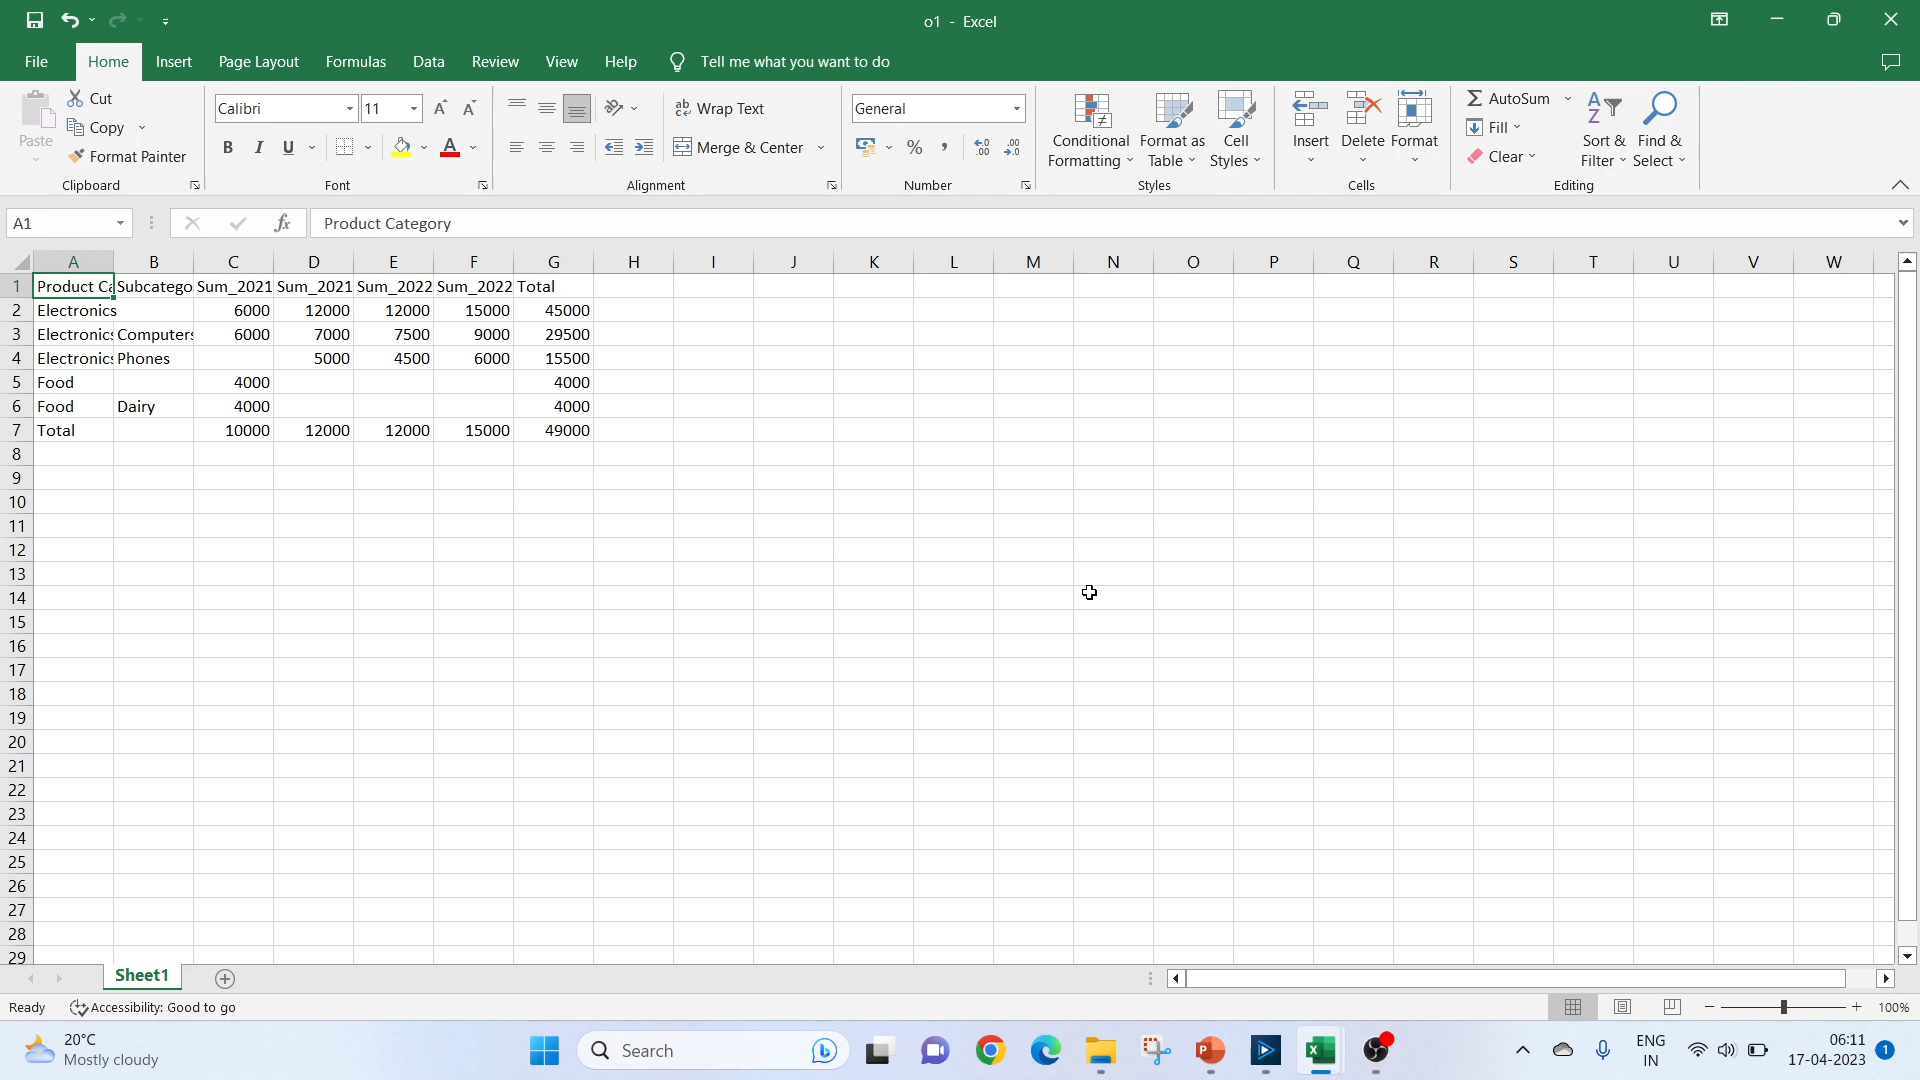 o1 - Excel
File Home Insert Page Layout Formulas Data Review View Help Tell me what you want to do
Paste
Cut
Copy
Format Painter
Clipboard
Calibri 11
B I U
Font
Wrap Text
Merge & Center
Alignment
General
%
Number
Conditional Formatting
Format as Table
Cell Styles
Styles
Insert Delete Format
Cells
AutoSum
Fill
Clear
Sort & Filter
Find & Select
Editing
A1 fx Product Category
A B C D E F G H I J K L M N O P Q R S T U V W
1 Product Ca Subcatego Sum_2021 Sum_2021 Sum_2022 Sum_2022 Total
2 Electronics 6000 12000 12000 15000 45000
3 Electronics Computers 6000 7000 7500 9000 29500
4 Electronics Phones 5000 4500 6000 15500
5 Food 4000 4000
6 Food Dairy 4000 4000
7 Total 10000 12000 12000 15000 49000
8
9
10
11
12
13
14
15
16
17
18
19
20
21
22
23
24
25
26
27
28
29
Sheet1
Ready Accessibility: Good to go 100%
20°C
Mostly cloudy
Search
ENG
IN
06:11
17-04-2023
1